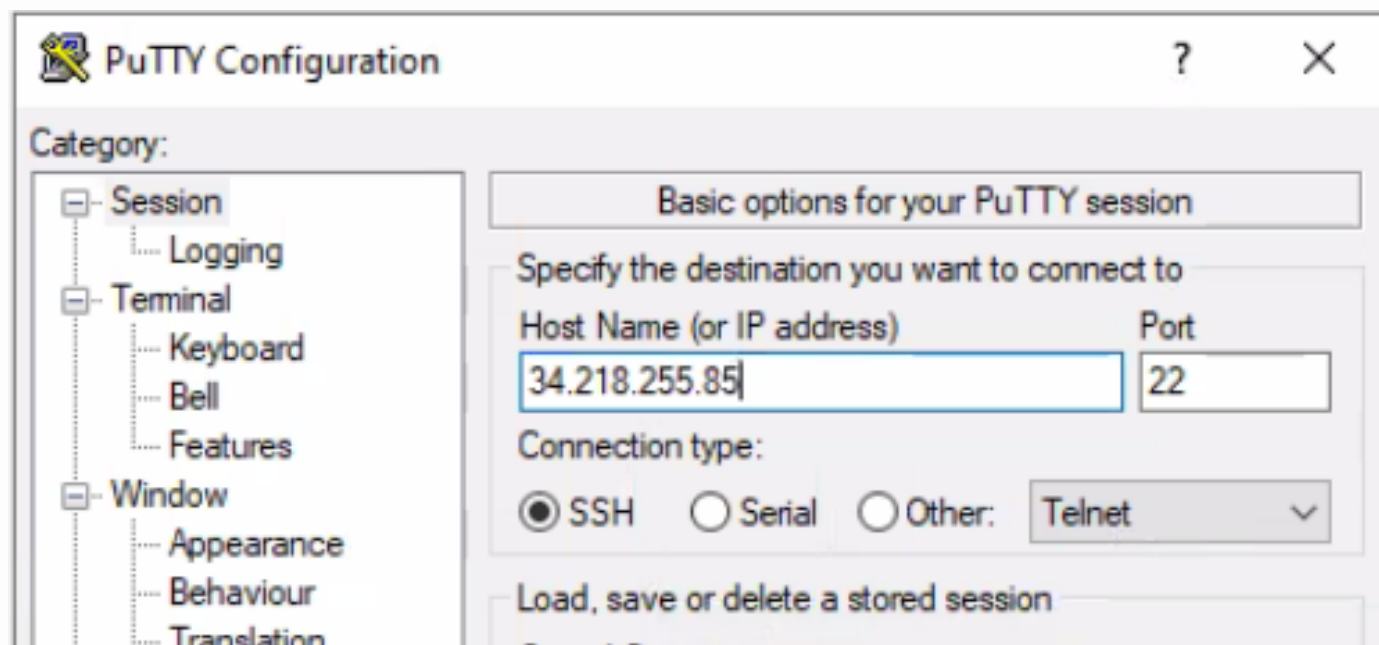 PuTTY Configuration
?
Category:
Session
Logging
Terminal
Keyboard
Bell
Features
Window
Appearance
Behaviour
Translation
Basic options for your PuTTY session
Specify the destination you want to connect to
Host Name (or IP address)
Port
34.218.255.85
22
Connection type:
SSH
Serial
Other:
Telnet
Load, save or delete a stored session